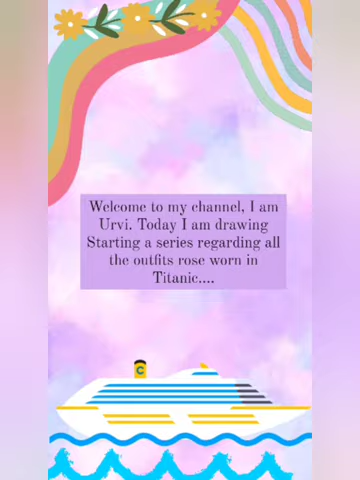 Welcome to my channel, I am
Urvi. Today I am drawing
Starting a series regarding all
the outfits rose worn in
Titanic....
C